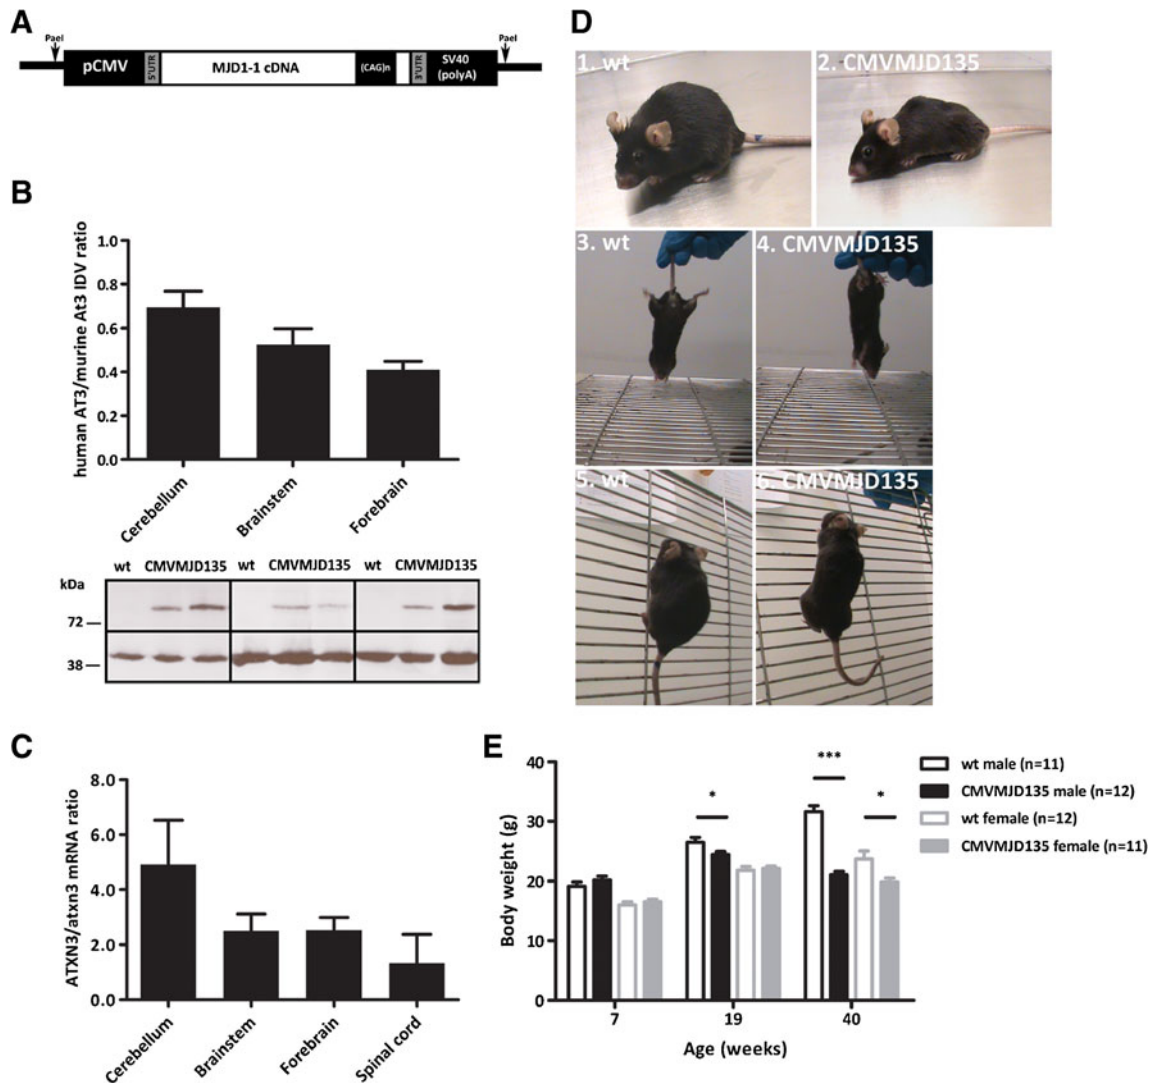 A
PaeI PaeI
pCMV 5'UTR MJD1-1 cDNA (CAG)n 3'UTR SV40 (polyA)
B
human AT3/murine At3 IDV ratio
1.0
0.8
0.6
0.4
0.2
0.0
Cerebellum
Brainstem
Forebrain
wt CMVMJD135 wt CMVMJD135 wt CMVMJD135
kDa
72
38
C
ATXN3/atxn3 mRNA ratio
8.0
6.0
4.0
2.0
0.0
Cerebellum
Brainstem
Forebrain
Spinal cord
D
1. wt
2. CMVMJD135
3. wt
4. CMVMJD135
5. wt
6. CMVMJD135
E
Body weight (g)
40
30
20
10
0
*
***
*
7 19 40
Age (weeks)
wt male (n=11)
CMVMJD135 male (n=12)
wt female (n=12)
CMVMJD135 female (n=11)